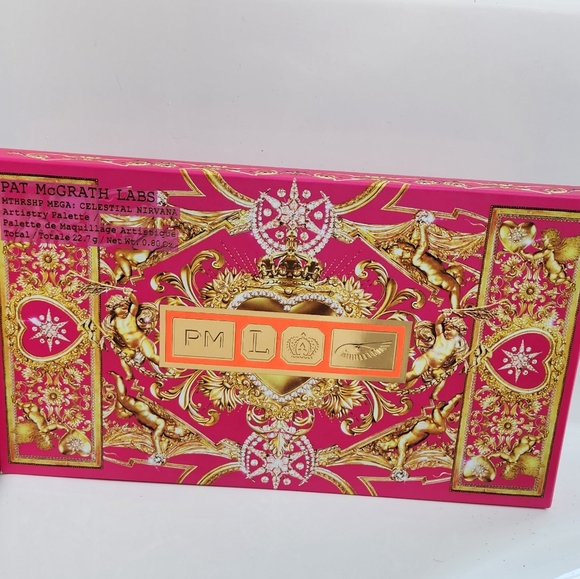 PAT McGRATH LABS
MTHRSHP MEGA: CELESTIAL NIRVANA
Artistry Palette /
Palette de Maquillage Artistique
Total / Totale 22.7 g / Net Wt. 0.80 Oz.
PM L